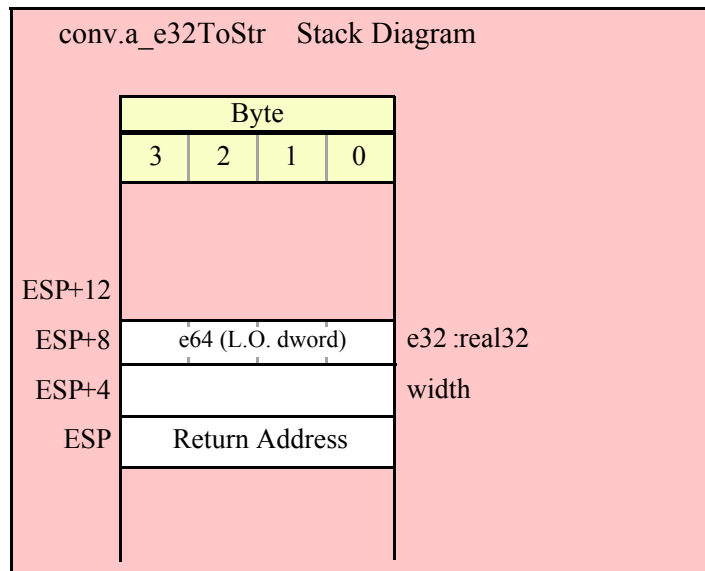 conv.a_e32ToStr Stack Diagram
Byte
3 2 1 0
ESP+12
ESP+8 e64 (L.O. dword) e32 :real32
ESP+4 width
ESP Return Address